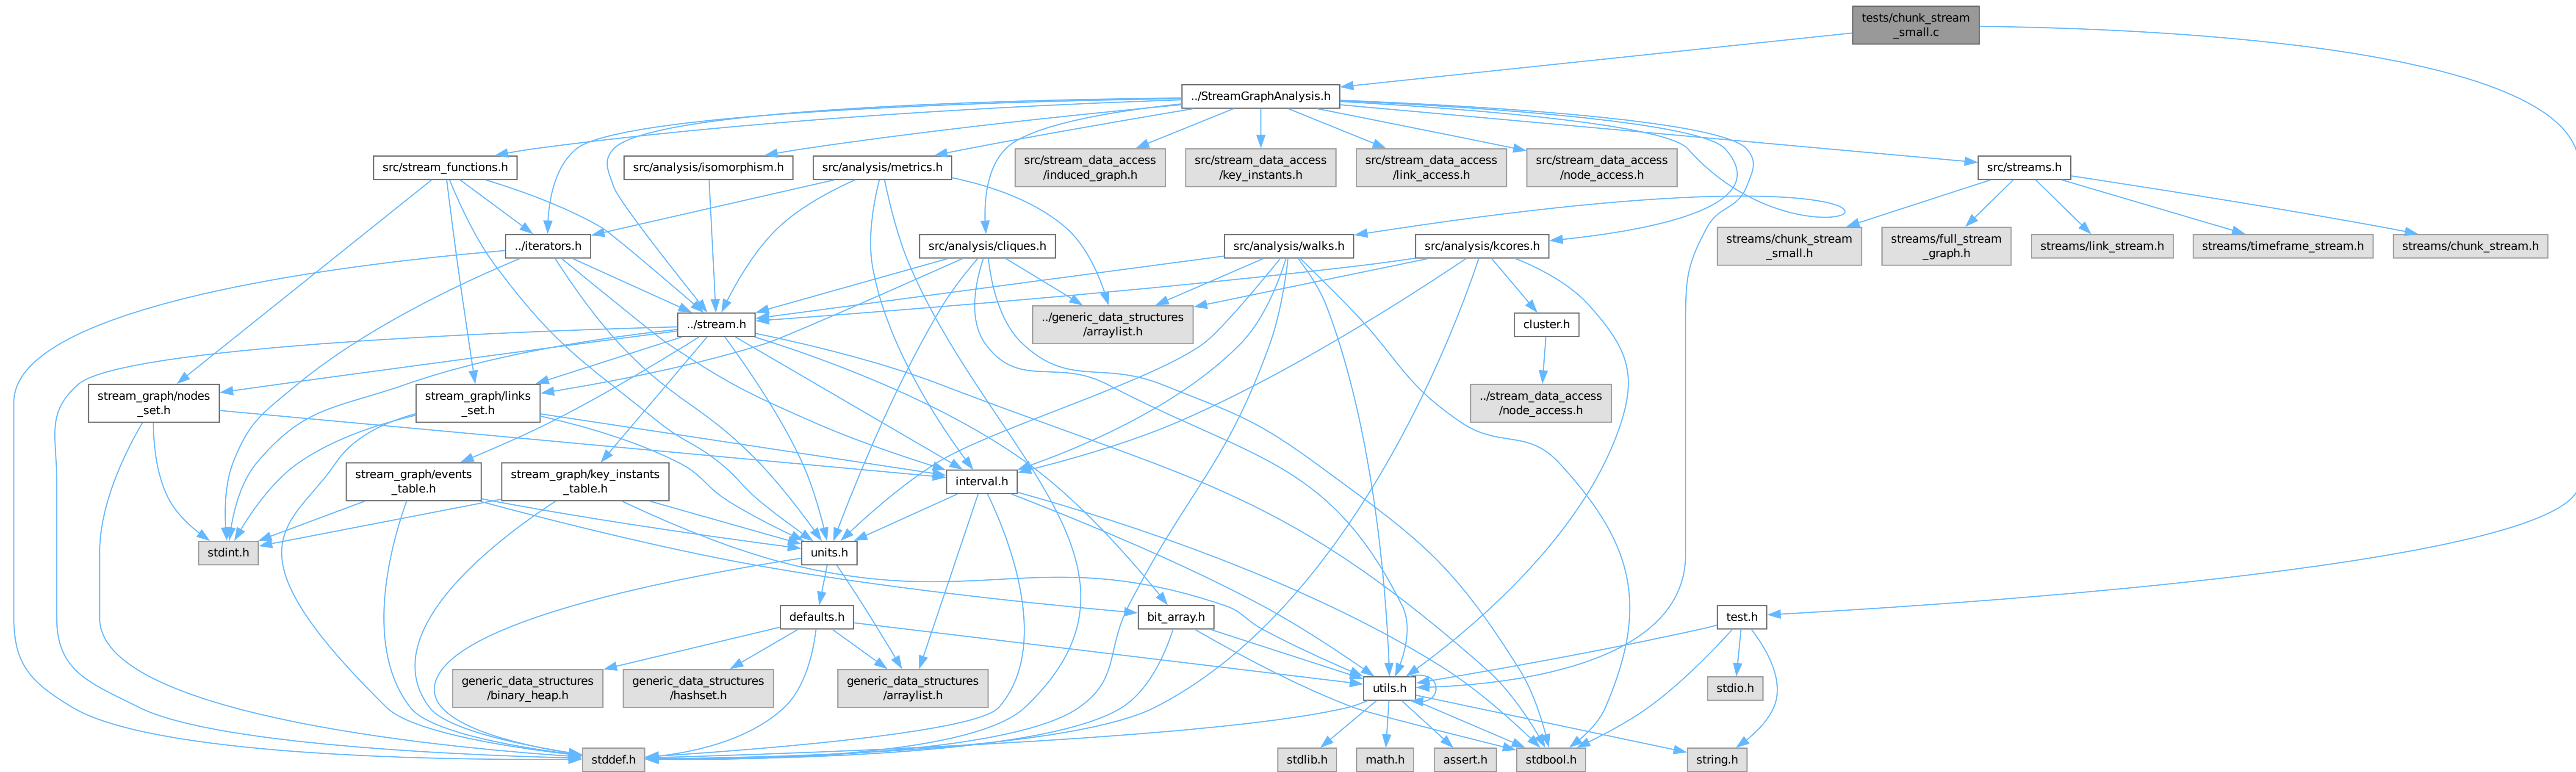 tests/chunk_stream
_small.c
../StreamGraphAnalysis.h
src/stream_functions.h
src/analysis/isomorphism.h
src/analysis/metrics.h
src/stream_data_access
/induced_graph.h
src/stream_data_access
/key_instants.h
src/stream_data_access
/link_access.h
src/stream_data_access
/node_access.h
src/streams.h
../iterators.h
src/analysis/cliques.h
src/analysis/walks.h
src/analysis/kcores.h
streams/chunk_stream
_small.h
streams/full_stream
_graph.h
streams/link_stream.h
streams/timeframe_stream.h
streams/chunk_stream.h
../stream.h
../generic_data_structures
/arraylist.h
cluster.h
stream_graph/nodes
_set.h
stream_graph/links
_set.h
../stream_data_access
/node_access.h
stream_graph/events
_table.h
stream_graph/key_instants
_table.h
interval.h
stdint.h
units.h
defaults.h
bit_array.h
test.h
generic_data_structures
/binary_heap.h
generic_data_structures
/hashset.h
generic_data_structures
/arraylist.h
utils.h
stdio.h
stddef.h
stdlib.h
math.h
assert.h
stdbool.h
string.h